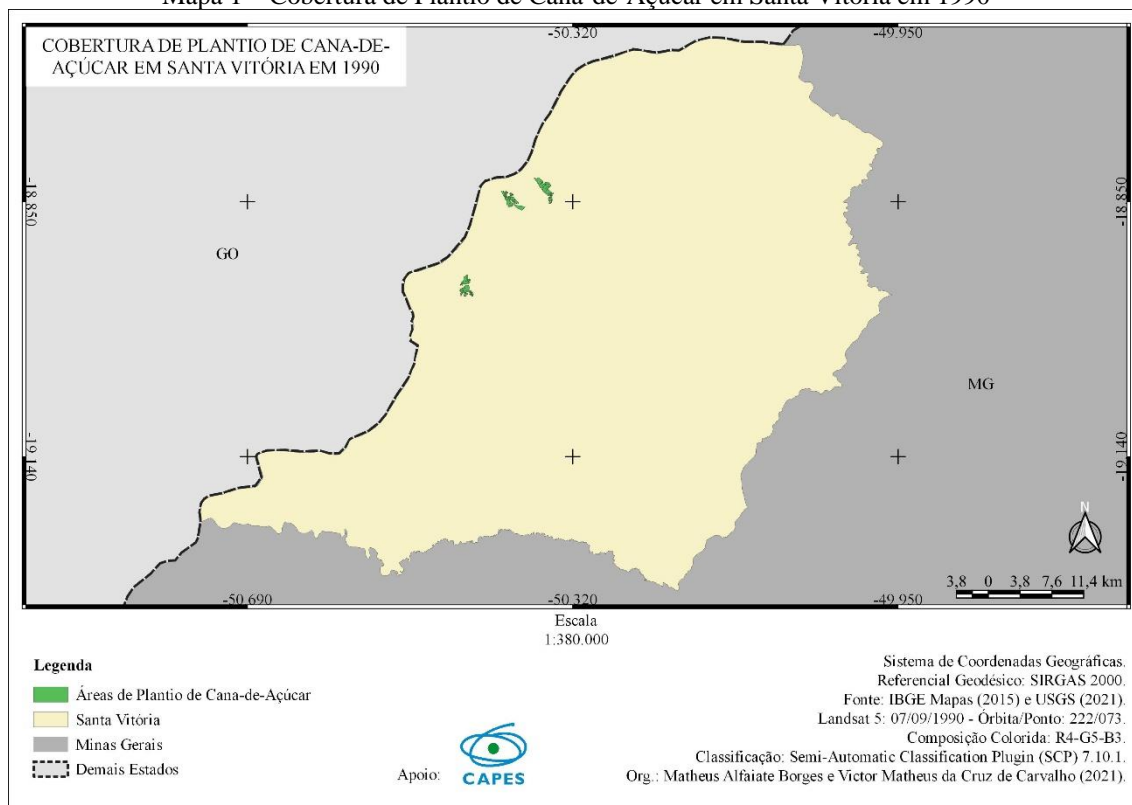 Mapa 1 – Cobertura de Plantio de Cana-de-Açúcar em Santa Vitória em 1990
COBERTURA DE PLANTIO DE CANA-DE-
AÇÚCAR EM SANTA VITÓRIA EM 1990
-50.320
-49.950
-18.850
-18.850
GO
MG
-19.140
-19.140
N
3,8 0 3,8 7,6 11,4 km
-50.690
-50.320
-49.950
Escala
1:380.000
Legenda
Áreas de Plantio de Cana-de-Açúcar
Santa Vitória
Minas Gerais
Demais Estados
Apoio:
CAPES
Sistema de Coordenadas Geográficas.
Referencial Geodésico: SIRGAS 2000.
Fonte: IBGE Mapas (2015) e USGS (2021).
Landsat 5: 07/09/1990 - Órbita/Ponto: 222/073.
Composição Colorida: R4-G5-B3.
Classificação: Semi-Automatic Classification Plugin (SCP) 7.10.1.
Org.: Matheus Alfaiate Borges e Victor Matheus da Cruz de Carvalho (2021).